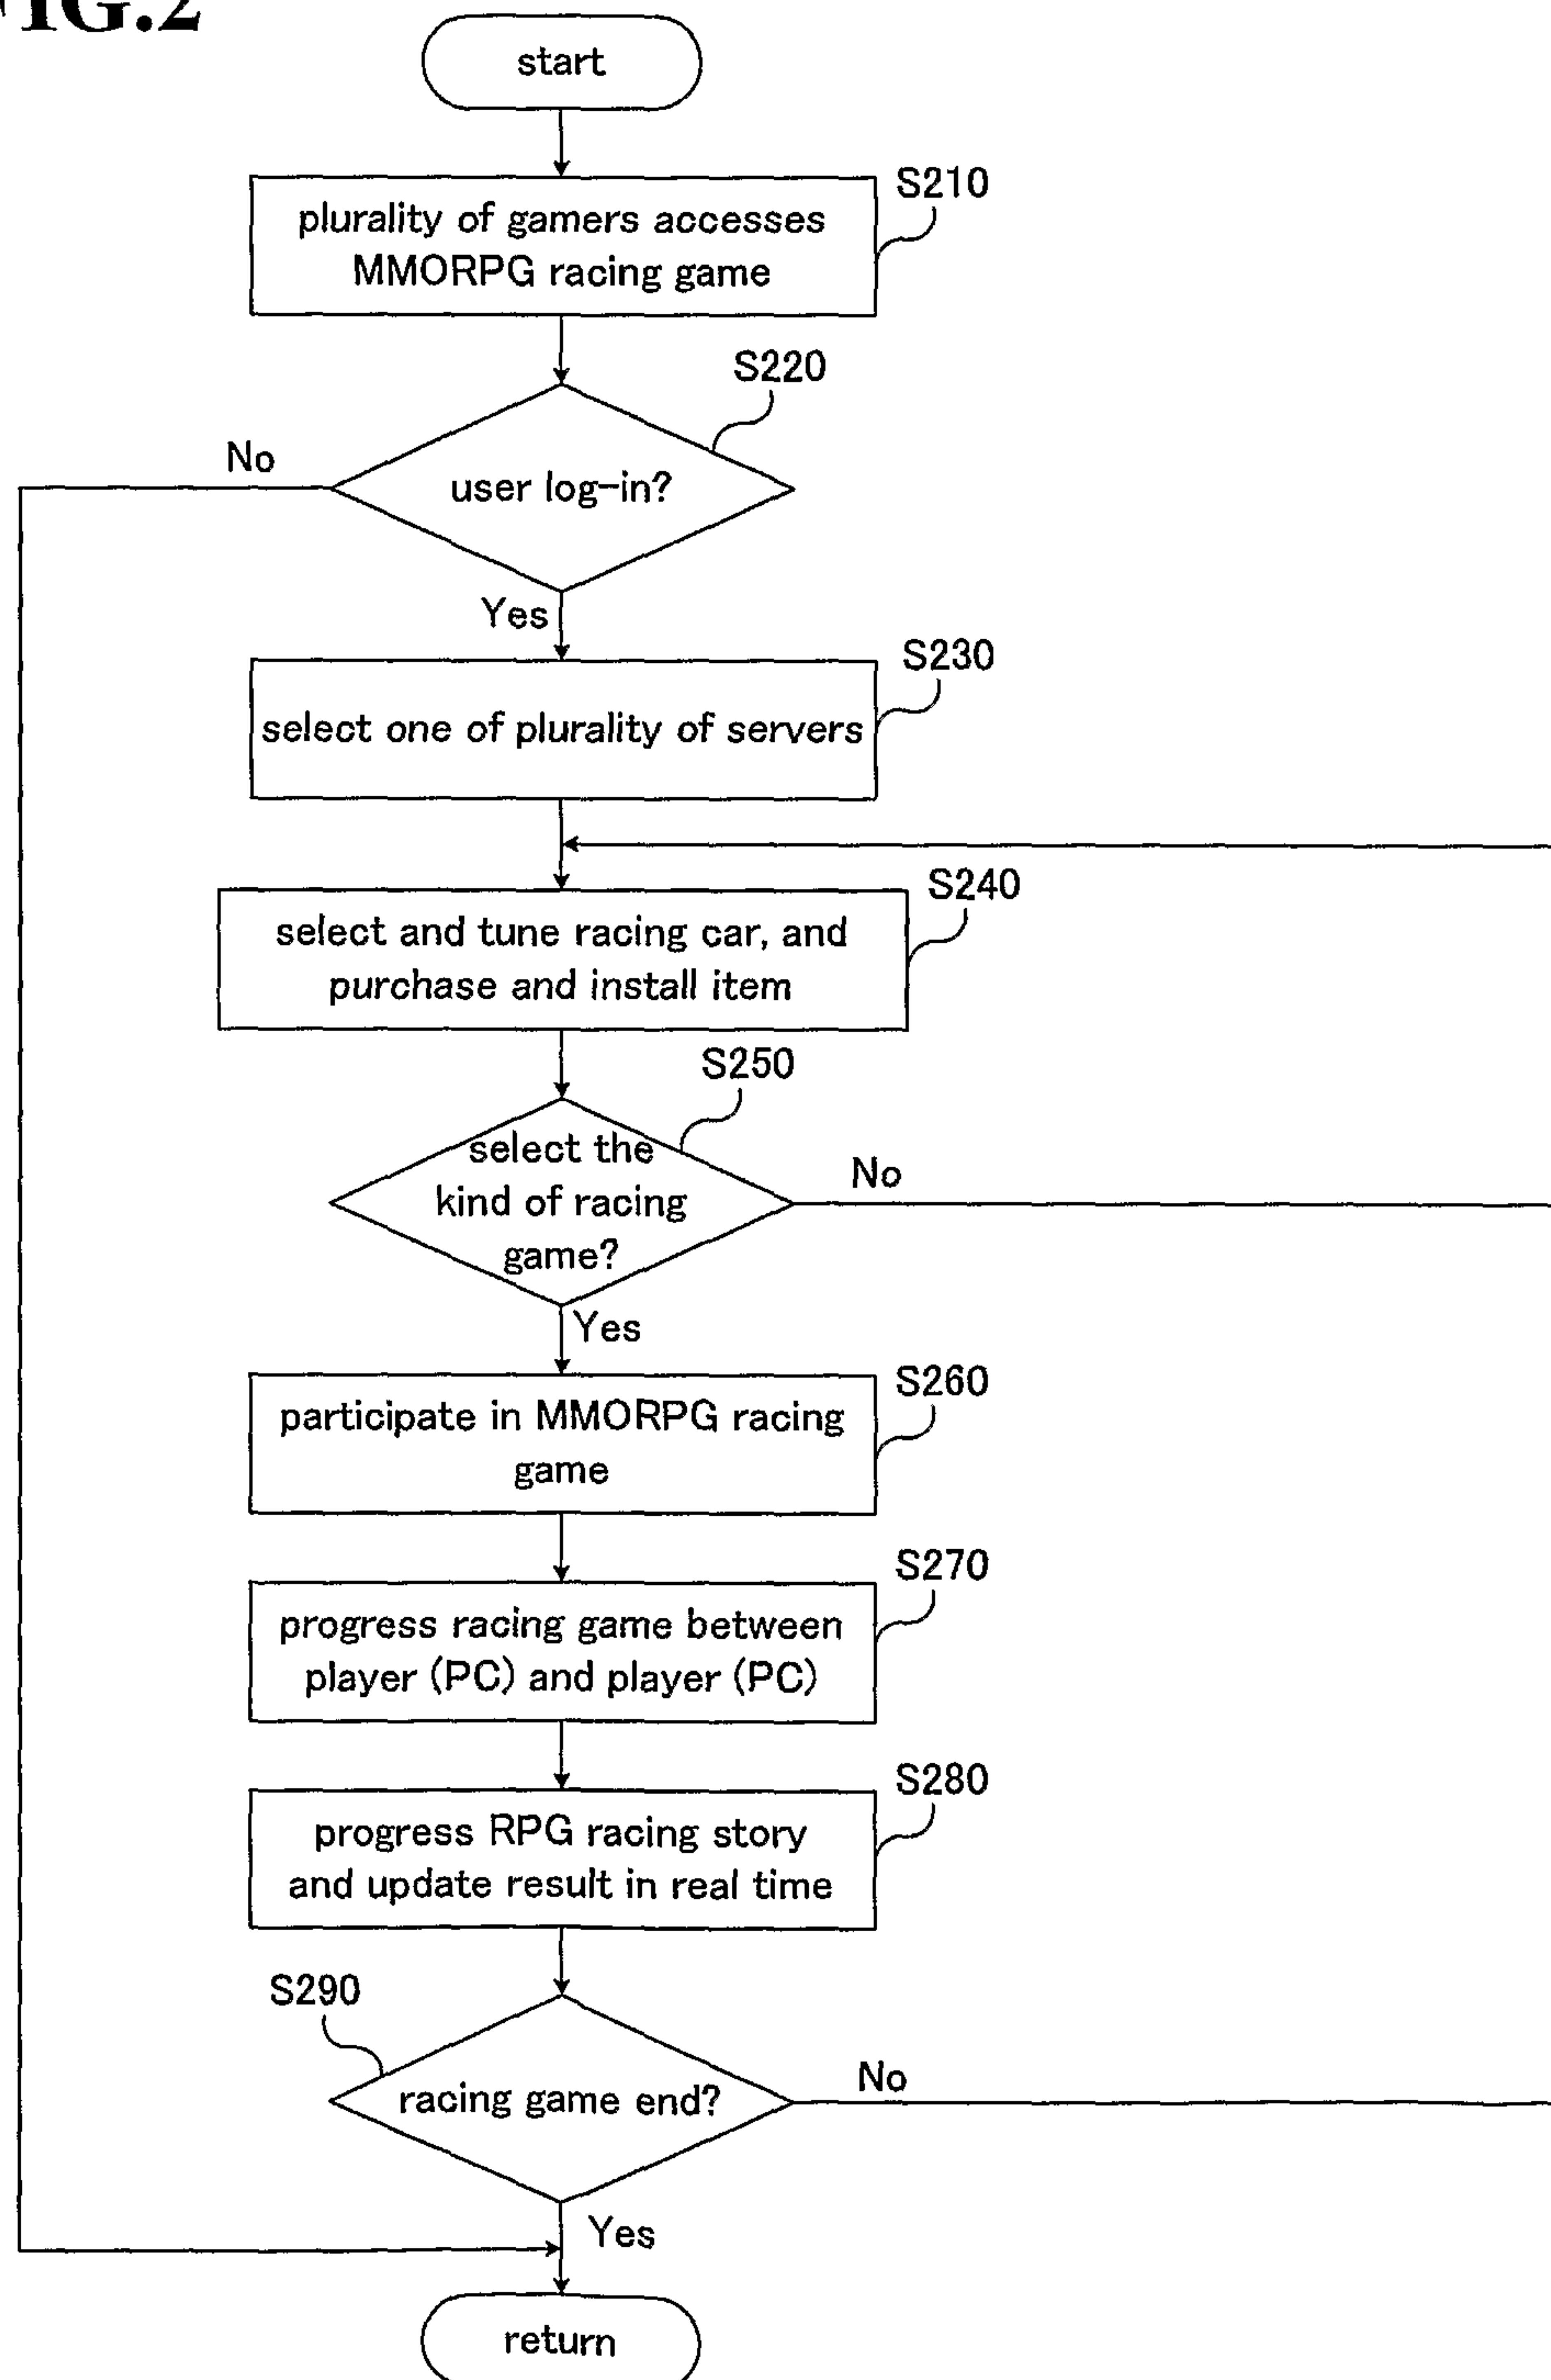 FIG.2
start
S210
plurality of gamers accesses
MMORPG racing game
S220
No
user log-in?
Yes
S230
select one of plurality of servers
S240
select and tune racing car, and
purchase and install item
S250
select the
kind of racing
game?
No
Yes
S260
participate in MMORPG racing
game
S270
progress racing game between
player (PC) and player (PC)
S280
progress RPG racing story
and update result in real time
S290
racing game end?
No
Yes
return